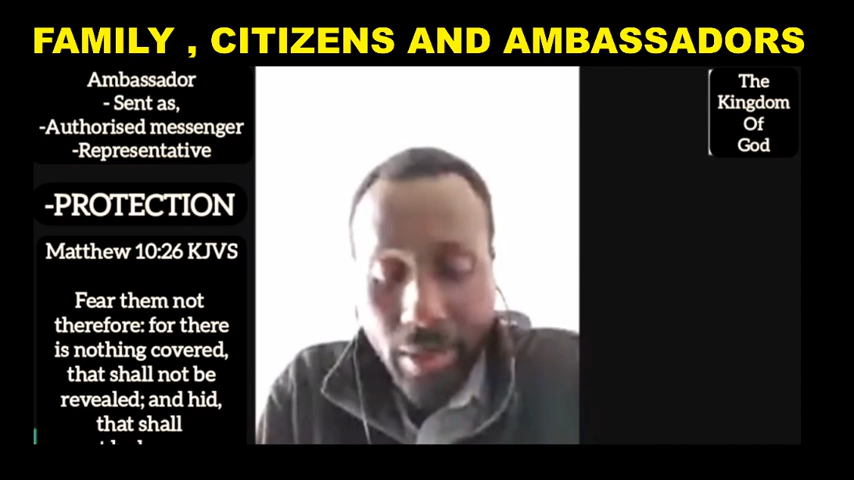 FAMILY , CITIZENS AND AMBASSADORS
Ambassador
- Sent as,
-Authorised messenger
-Representative
-PROTECTION
Matthew 10:26 KJVS
Fear them not
therefore: for there
is nothing covered,
that shall not be
revealed; and hid,
that shall
The
Kingdom
Of
God